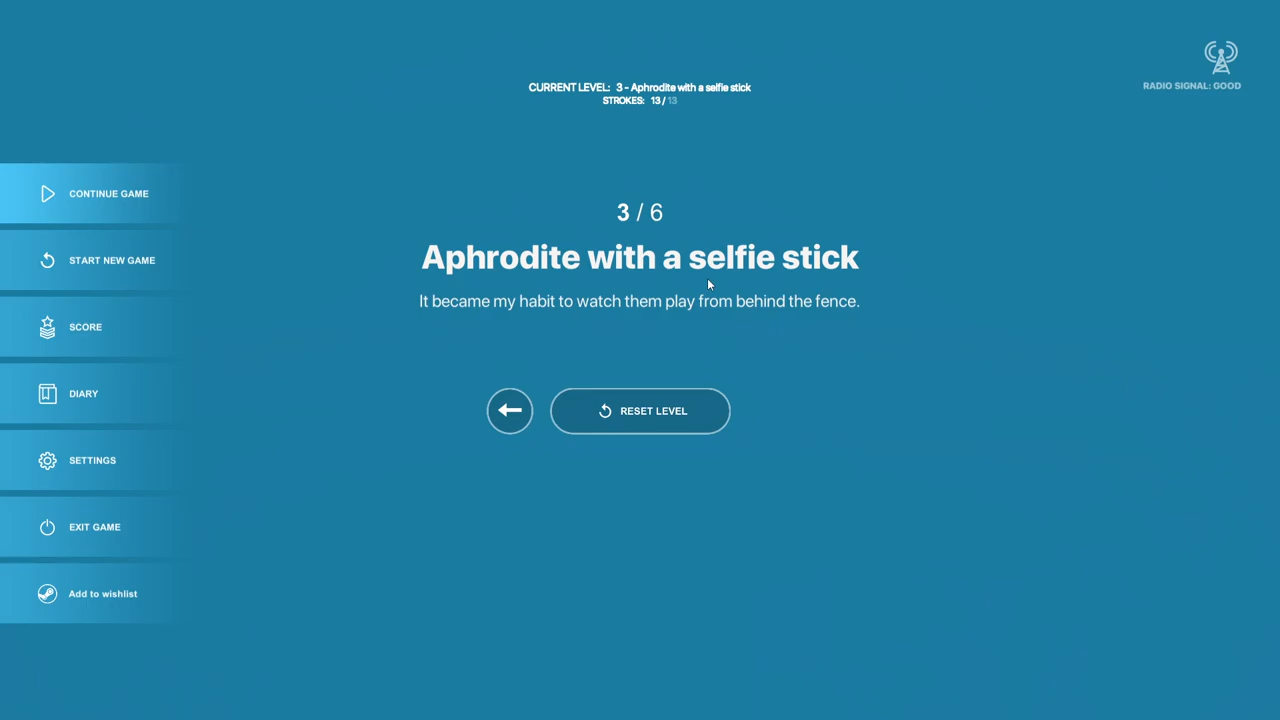 RADIO SIGNAL: GOOD
CURRENT LEVEL: 3 - Aphrodite with a selfie stick
STROKES: 13 / 13
CONTINUE GAME
START NEW GAME
SCORE
DIARY
SETTINGS
EXIT GAME
Add to wishlist
3 / 6
Aphrodite with a selfie stick
It became my habit to watch them play from behind the fence.
RESET LEVEL